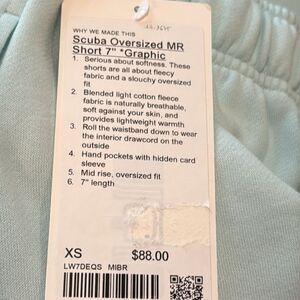 WHY WE MADE THIS
Scuba Oversized MR
Short 7" *Graphic
1. Serious about softness. These
shorts are all about fleecy
fabric and a slouchy oversized
fit
2. Blended light cotton fleece
fabric is naturally breathable,
soft against your skin, and
provides lightweight warmth
3. Roll the waistband down to wear
the interior drawcord on the
outside
4. Hand pockets with hidden card
sleeve
5. Mid rise, oversized fit
6. 7" length
XS $88.00
LW7DEQS MIBR